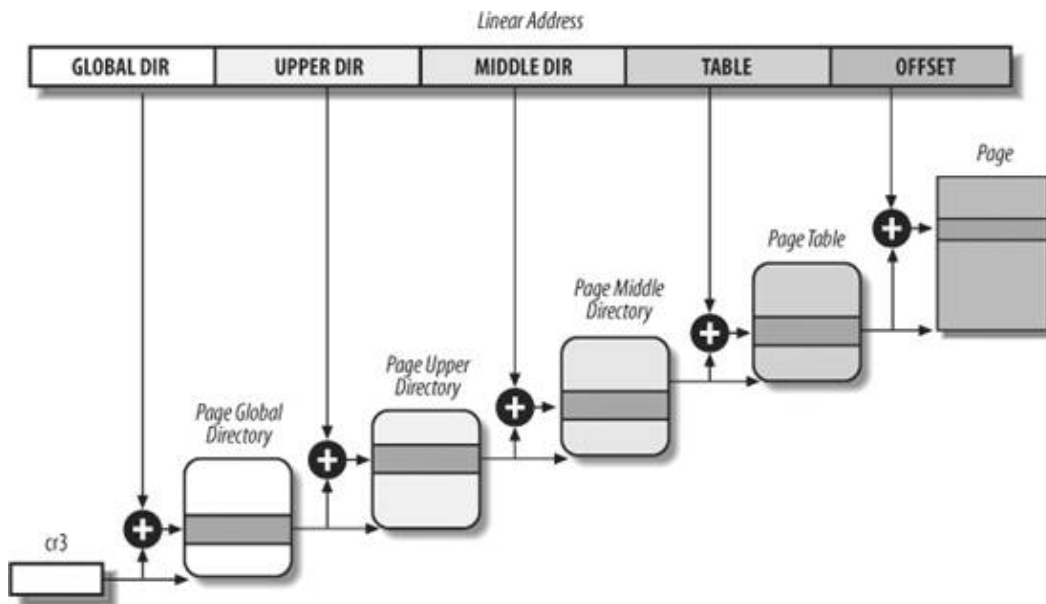 Linear Address
GLOBAL DIR
UPPER DIR
MIDDLE DIR
TABLE
OFFSET
Page
Page Table
Page Middle
Directory
Page Upper
Directory
Page Global
Directory
cr3